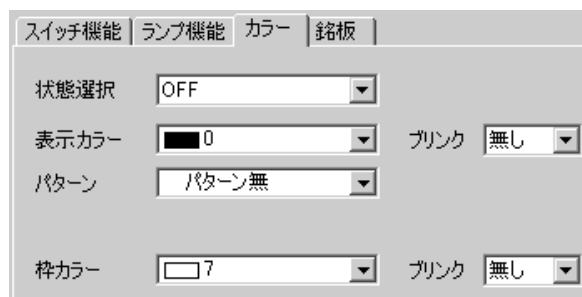 スイッチ機能 ランプ機能 カラー 銘板
状態選択 OFF
表示カラー 0 ブリンク 無し
パターン パターン無
枠カラー 7 ブリンク 無し